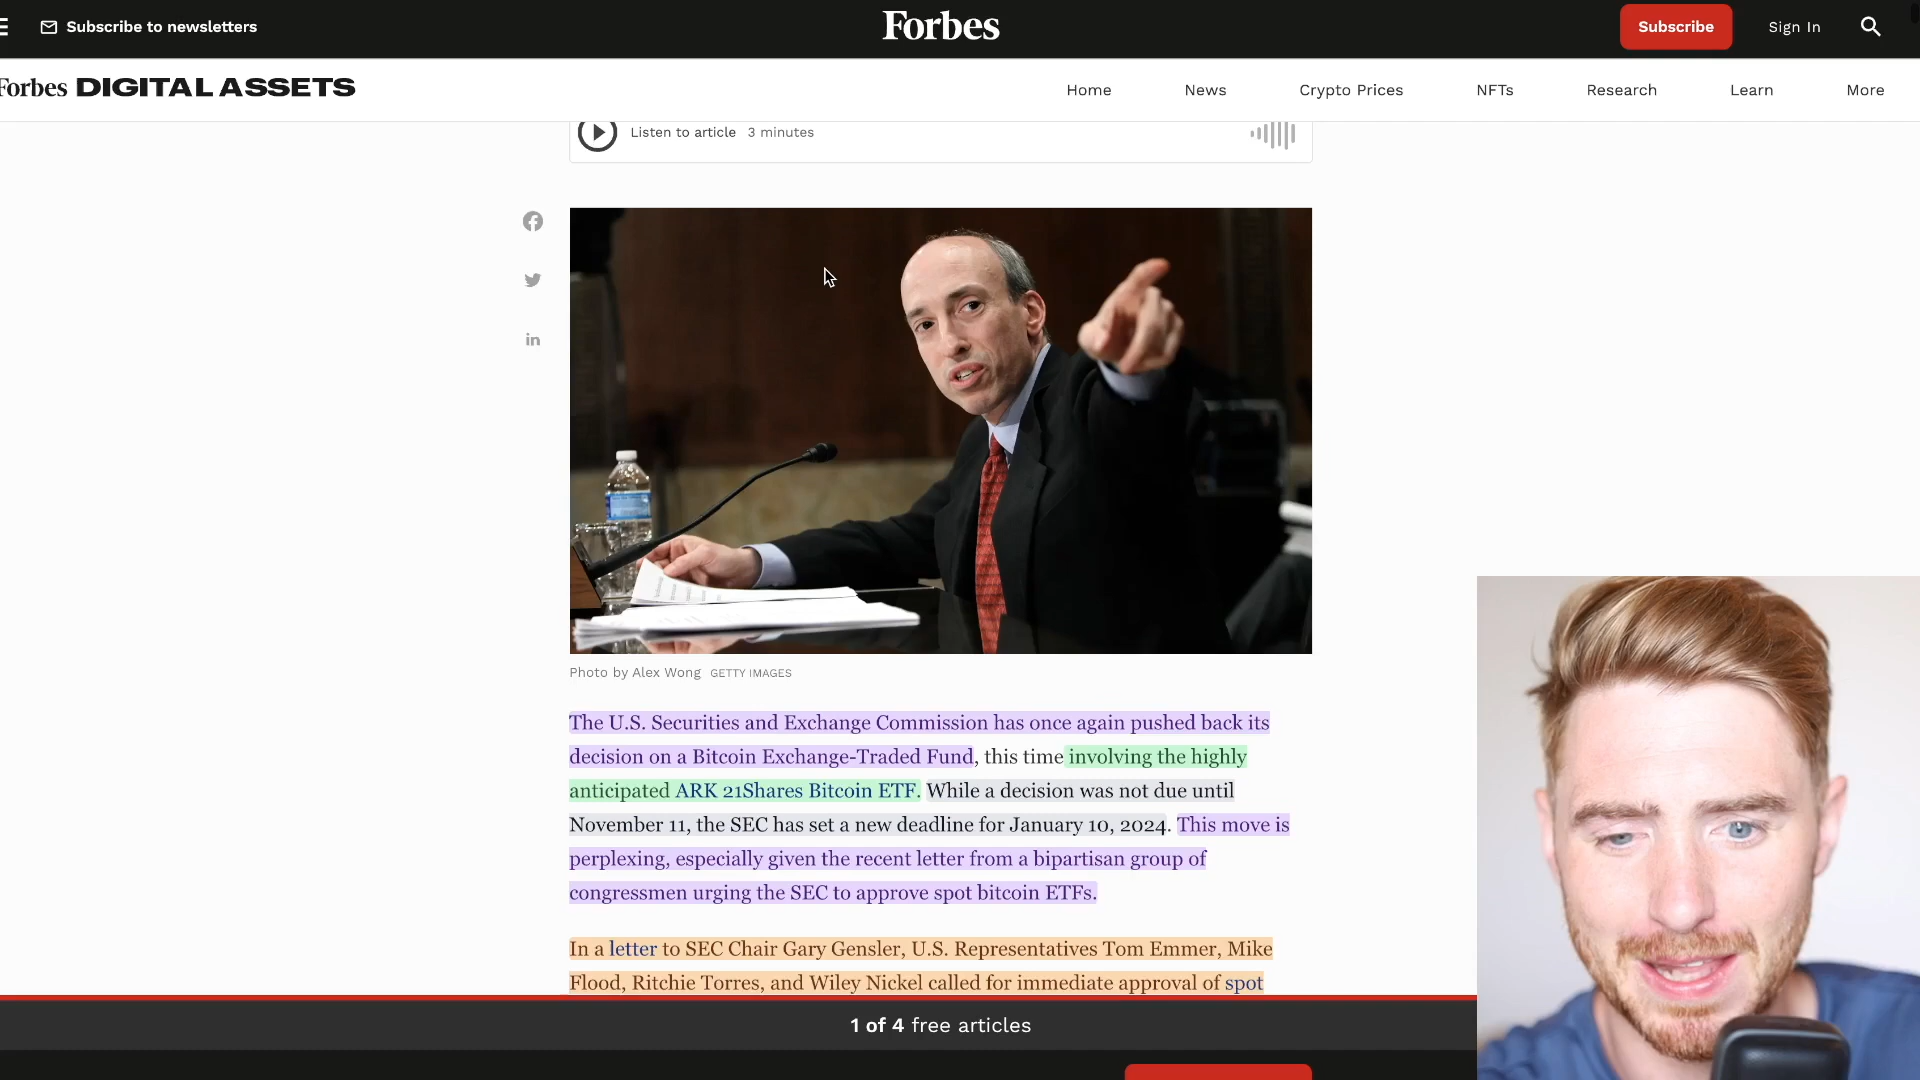 Subscribe to newsletters
Forbes
Subscribe
Sign In
Forbes DIGITAL ASSETS
Home
News
Crypto Prices
NFTs
Research
Learn
More
Listen to article 3 minutes
Photo by Alex Wong GETTY IMAGES
The U.S. Securities and Exchange Commission has once again pushed back its
decision on a Bitcoin Exchange-Traded Fund, this time involving the highly
anticipated ARK 21Shares Bitcoin ETF. While a decision was not due until
November 11, the SEC has set a new deadline for January 10, 2024. This move is
perplexing, especially given the recent letter from a bipartisan group of
congressmen urging the SEC to approve spot bitcoin ETFs.
In a letter to SEC Chair Gary Gensler, U.S. Representatives Tom Emmer, Mike
Flood, Ritchie Torres, and Wiley Nickel called for immediate approval of spot
1 of 4 free articles